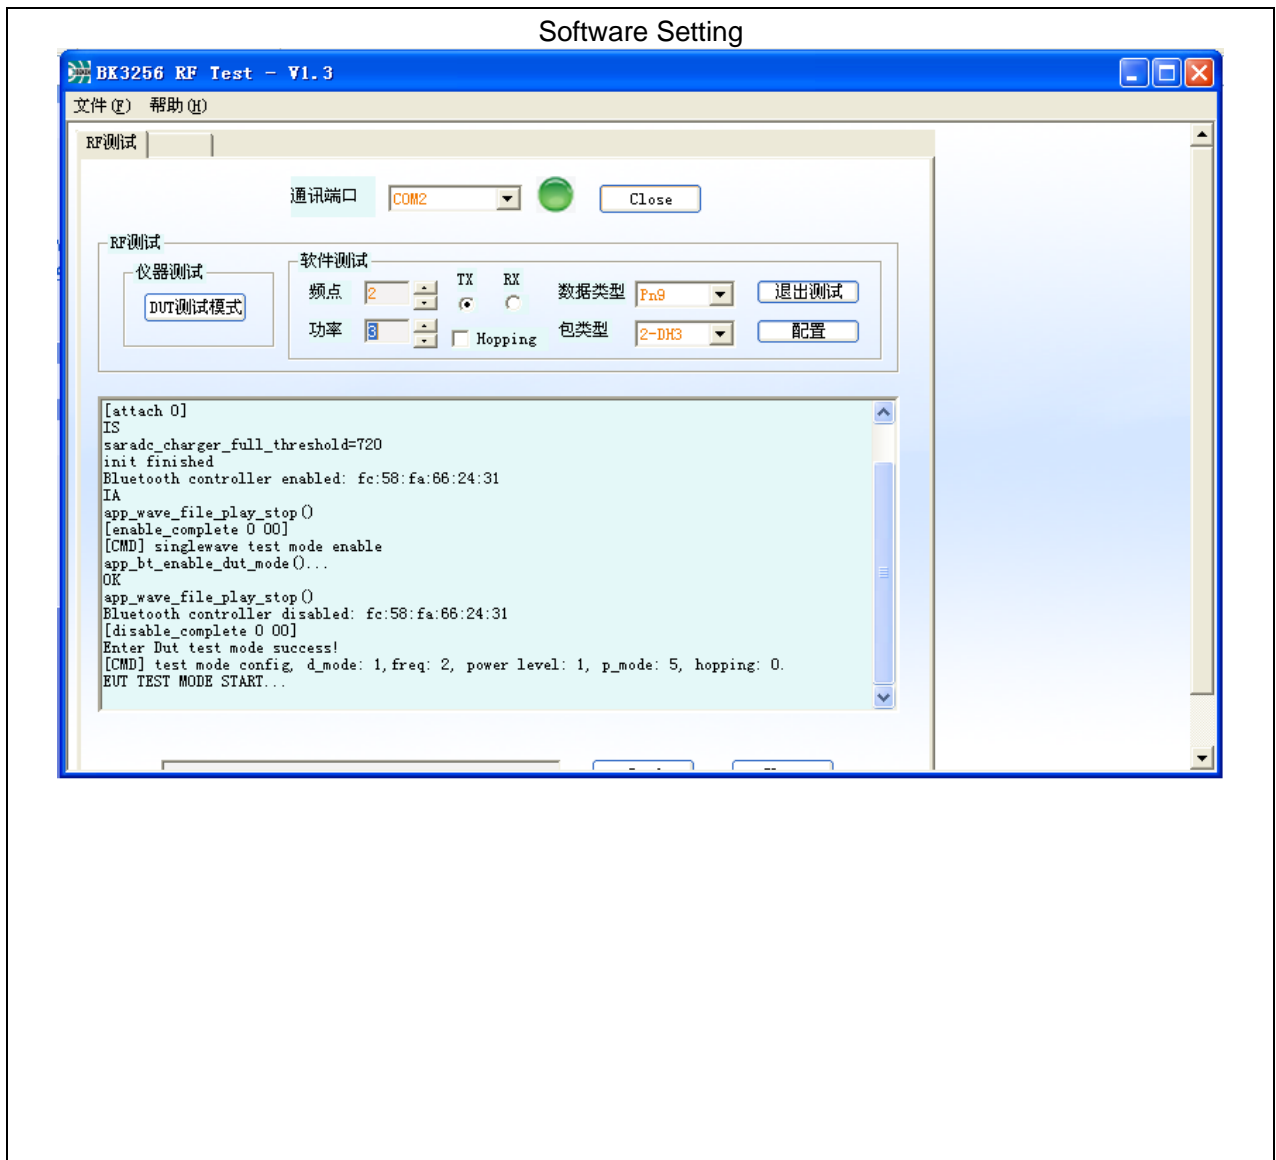 Software Setting
BK3256 RF Test - V1.3
文件(F) 帮助(H)
RF测试
通讯端口 COM2 Close
RF测试
仪器测试 软件测试
DUT测试模式
频点 2 TX RX 数据类型 Pn9 退出测试
功率 3 Hopping 包类型 2-DH3 配置
[attach 0]
IS
saradc_charger_full_threshold=720
init finished
Bluetooth controller enabled: fc:58:fa:66:24:31
IA
app_wave_file_play_stop()
[enable_complete 0 00]
[CMD] singlewave test mode enable
app_bt_enable_dut_mode()...
OK
app_wave_file_play_stop()
Bluetooth controller disabled: fc:58:fa:66:24:31
[disable_complete 0 00]
Enter Dut test mode success!
[CMD] test mode config, d_mode: 1,freq: 2, power level: 1, p_mode: 5, hopping: 0.
EUT TEST MODE START...